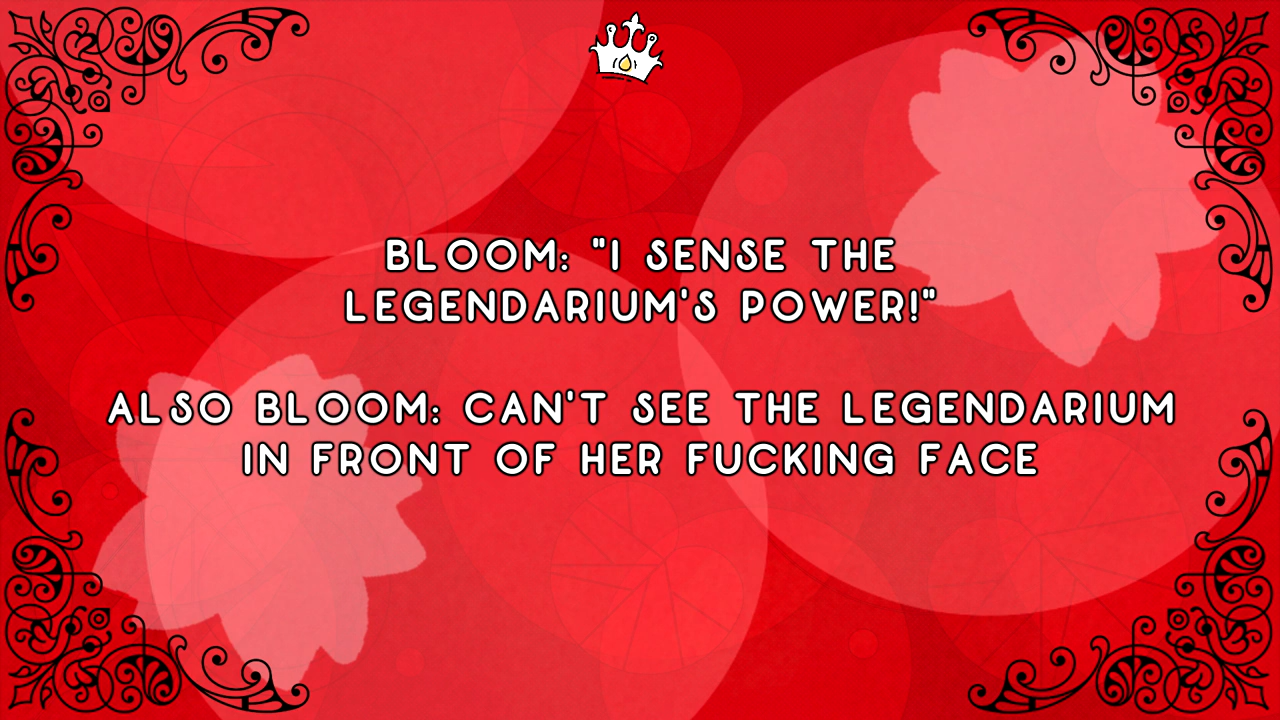 BLOOM: "I SENSE THE
LEGENDARIUM'S POWER!"
ALSO BLOOM: CAN'T SEE THE LEGENDARIUM
IN FRONT OF HER FUCKING FACE